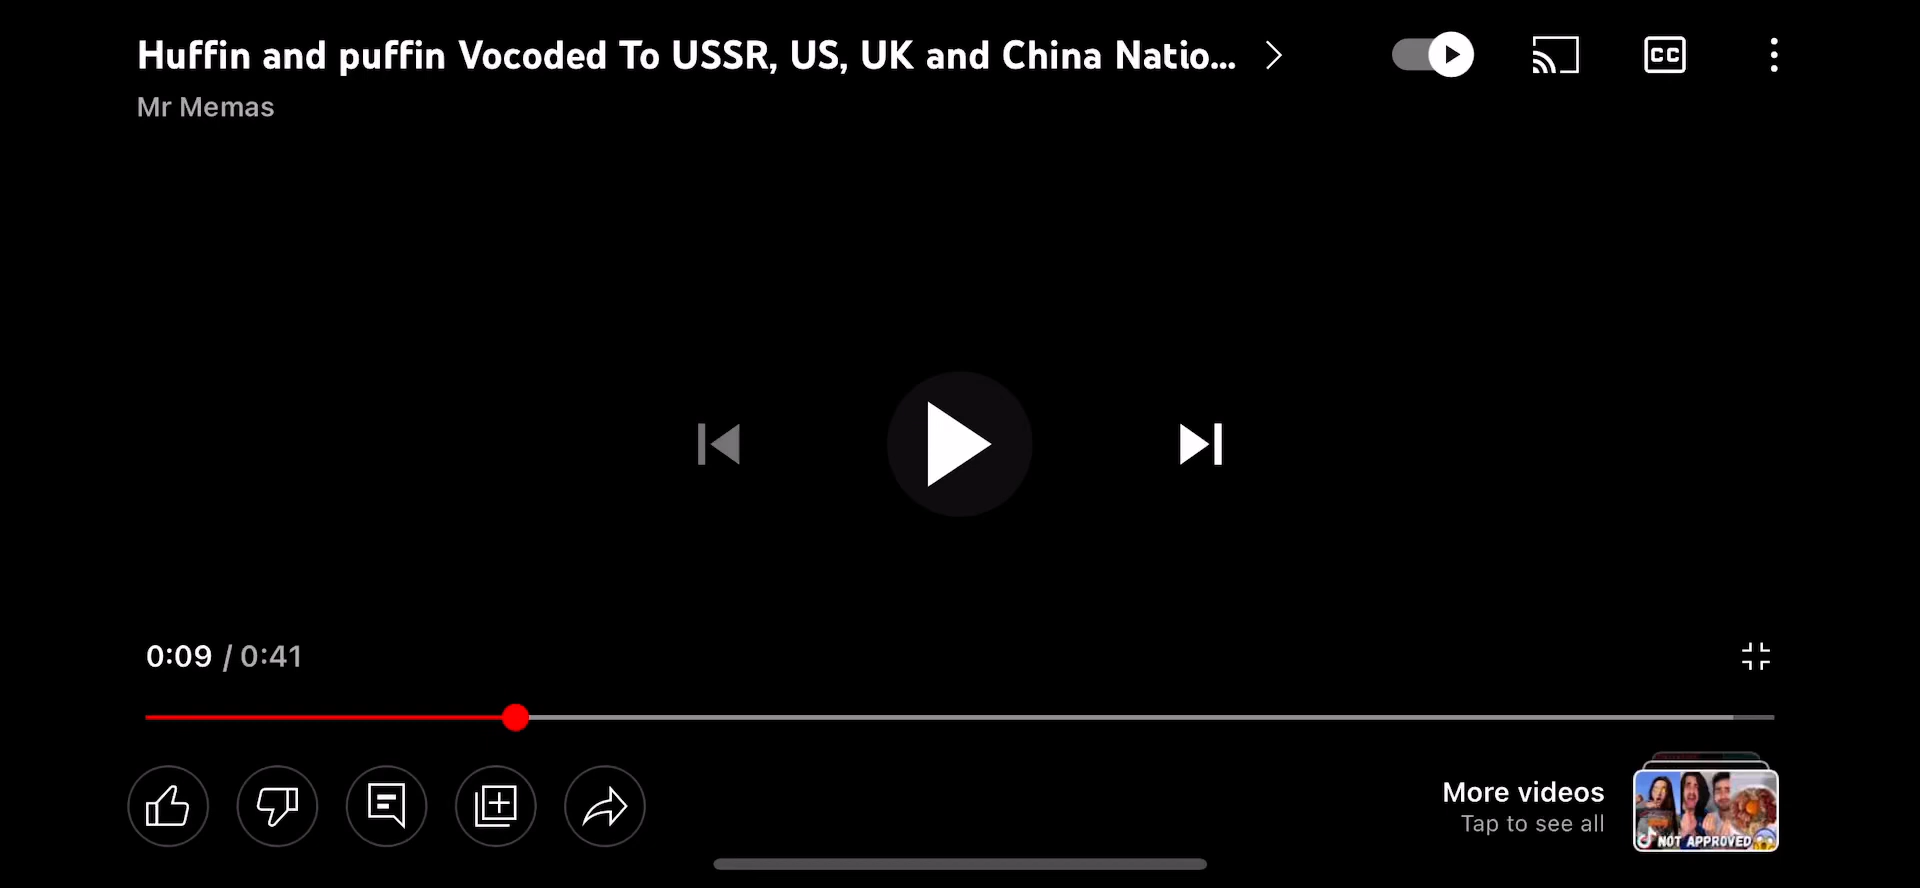 Huffin and puffin Vocoded To USSR, US, UK and China Natio...
Mr Memas
CC
0:09 / 0:41
More videos
Tap to see all
NOT APPROVED